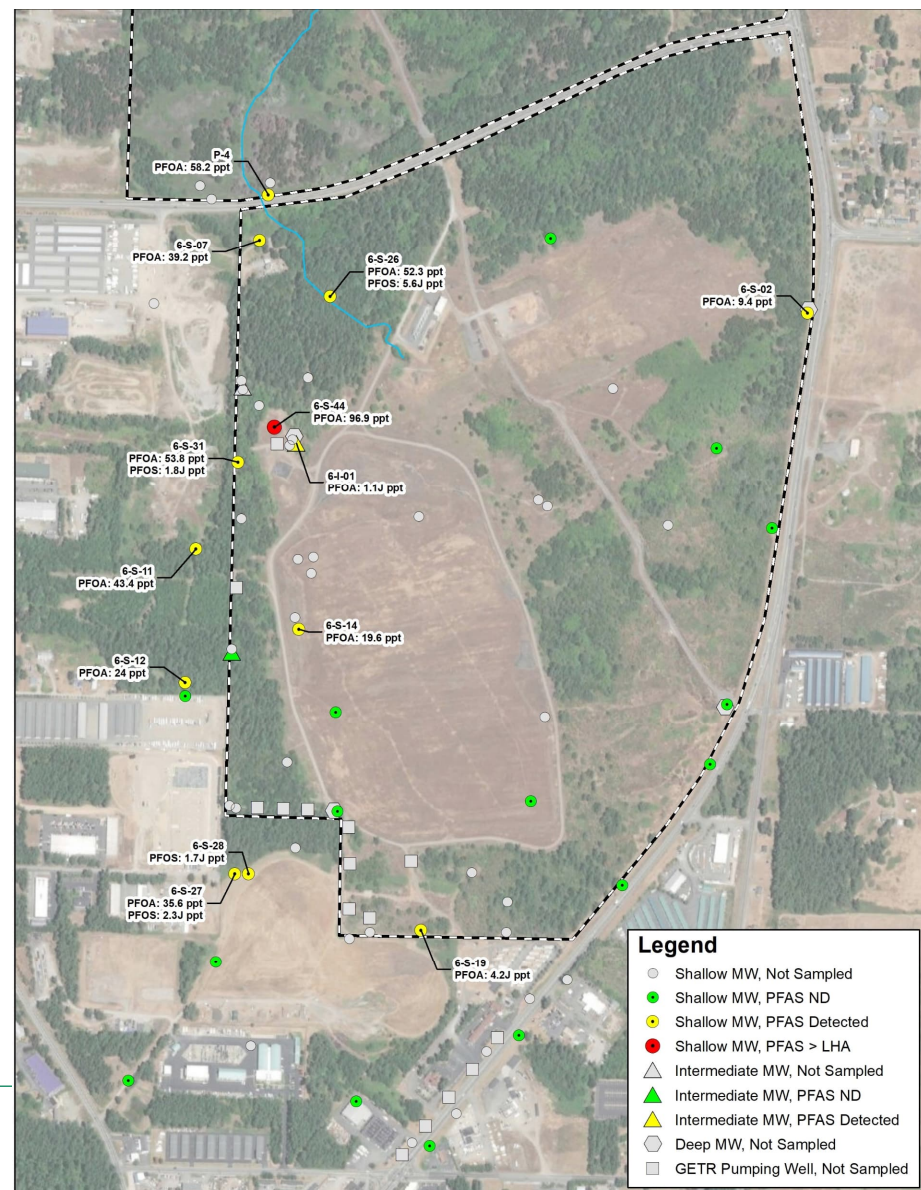 P-4
PFOA: 58.2 ppt
6-S-07
PFOA: 39.2 ppt
6-S-26
PFOA: 52.3 ppt
PFOS: 5.6J ppt
6-S-02
PFOA: 9.4 ppt
6-S-44
PFOA: 96.9 ppt
6-S-31
PFOA: 53.8 ppt
PFOS: 1.8J ppt
6-I-01
PFOA: 1.1J ppt
6-S-11
PFOA: 43.4 ppt
6-S-14
PFOA: 19.6 ppt
6-S-12
PFOA: 24 ppt
6-S-28
PFOS: 1.7J ppt
6-S-27
PFOA: 35.6 ppt
PFOS: 2.3J ppt
6-S-19
PFOA: 4.2J ppt
Legend
Shallow MW, Not Sampled
Shallow MW, PFAS ND
Shallow MW, PFAS Detected
Shallow MW, PFAS > LHA
Intermediate MW, Not Sampled
Intermediate MW, PFAS ND
Intermediate MW, PFAS Detected
Deep MW, Not Sampled
GETR Pumping Well, Not Sampled